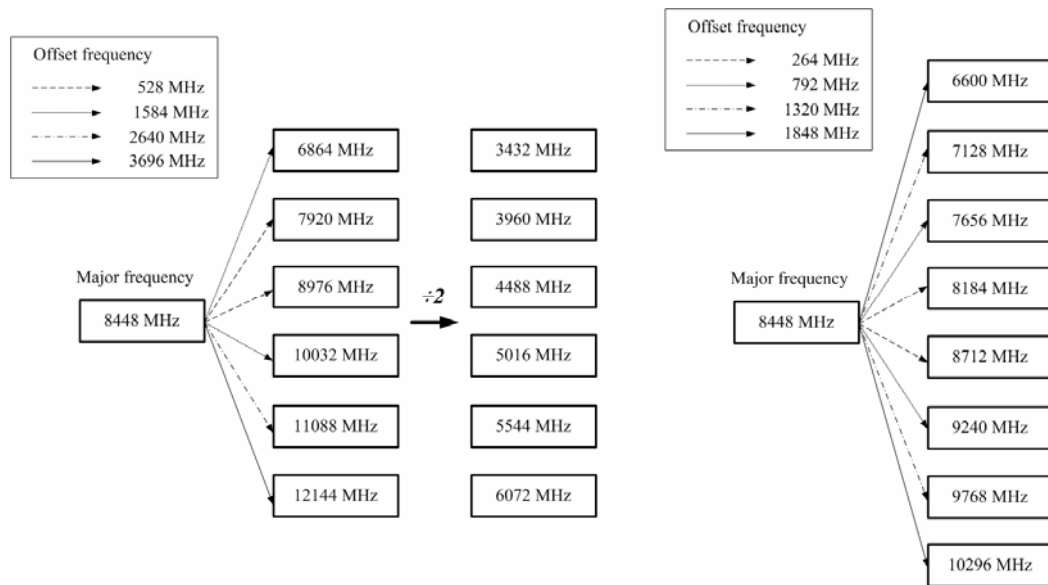 Offset frequency
528 MHz
1584 MHz
2640 MHz
3696 MHz
Major frequency
8448 MHz
6864 MHz
7920 MHz
8976 MHz
10032 MHz
11088 MHz
12144 MHz
÷2
3432 MHz
3960 MHz
4488 MHz
5016 MHz
5544 MHz
6072 MHz
Offset frequency
264 MHz
792 MHz
1320 MHz
1848 MHz
Major frequency
8448 MHz
6600 MHz
7128 MHz
7656 MHz
8184 MHz
8712 MHz
9240 MHz
9768 MHz
10296 MHz